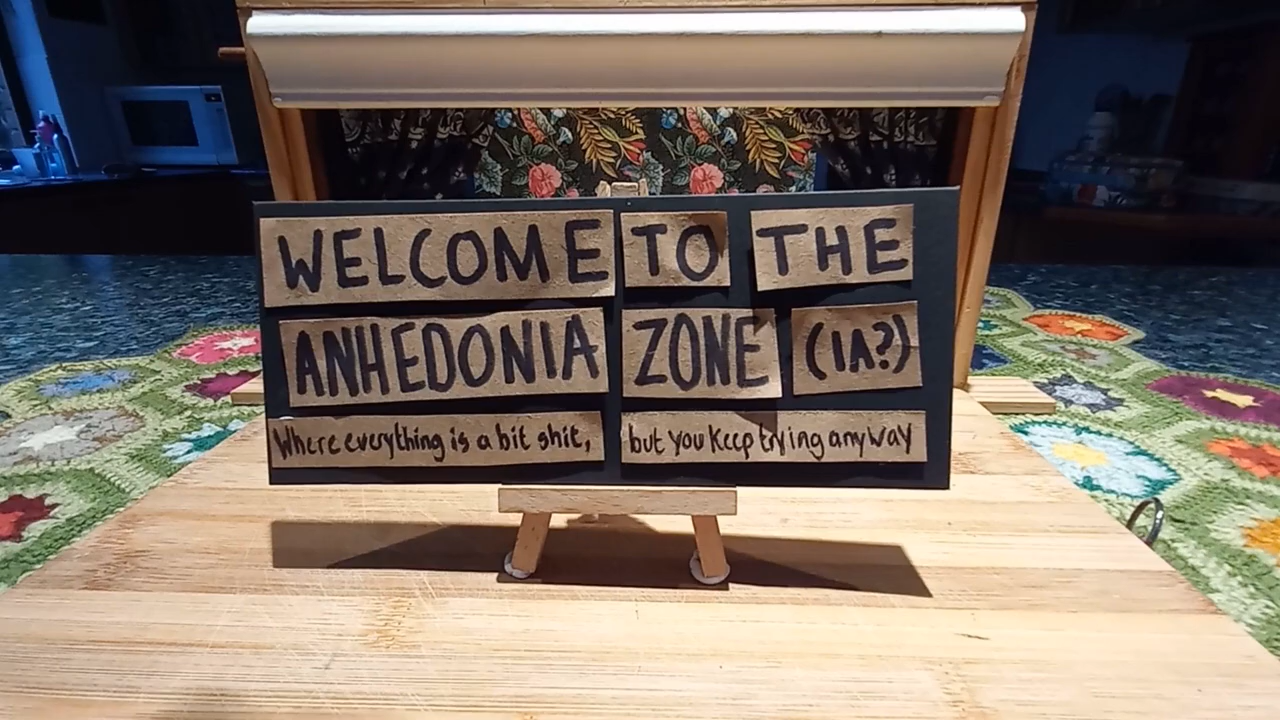 WELCOME TO THE
ANHEDONIA ZONE (IA?)
Where everything is a bit shit, but you keep trying anyway